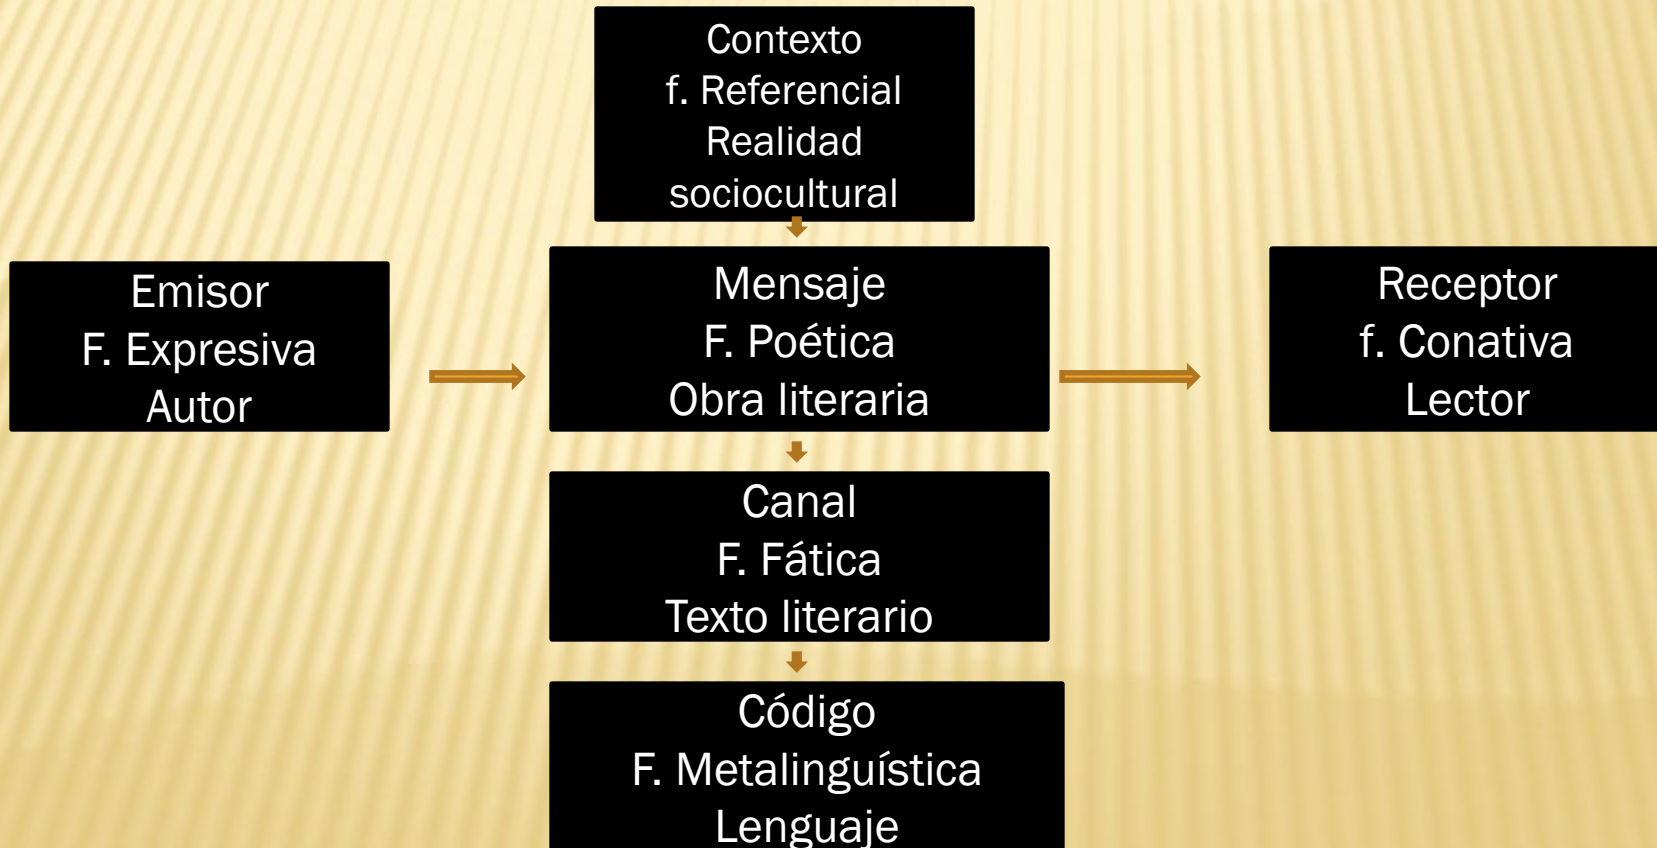 Contexto
f. Referencial
Realidad
sociocultural
Emisor
F. Expresiva
Autor
Mensaje
F. Poética
Obra literaria
Receptor
f. Conativa
Lector
Canal
F. Fática
Texto literario
Código
F. Metalinguística
Lenguaje